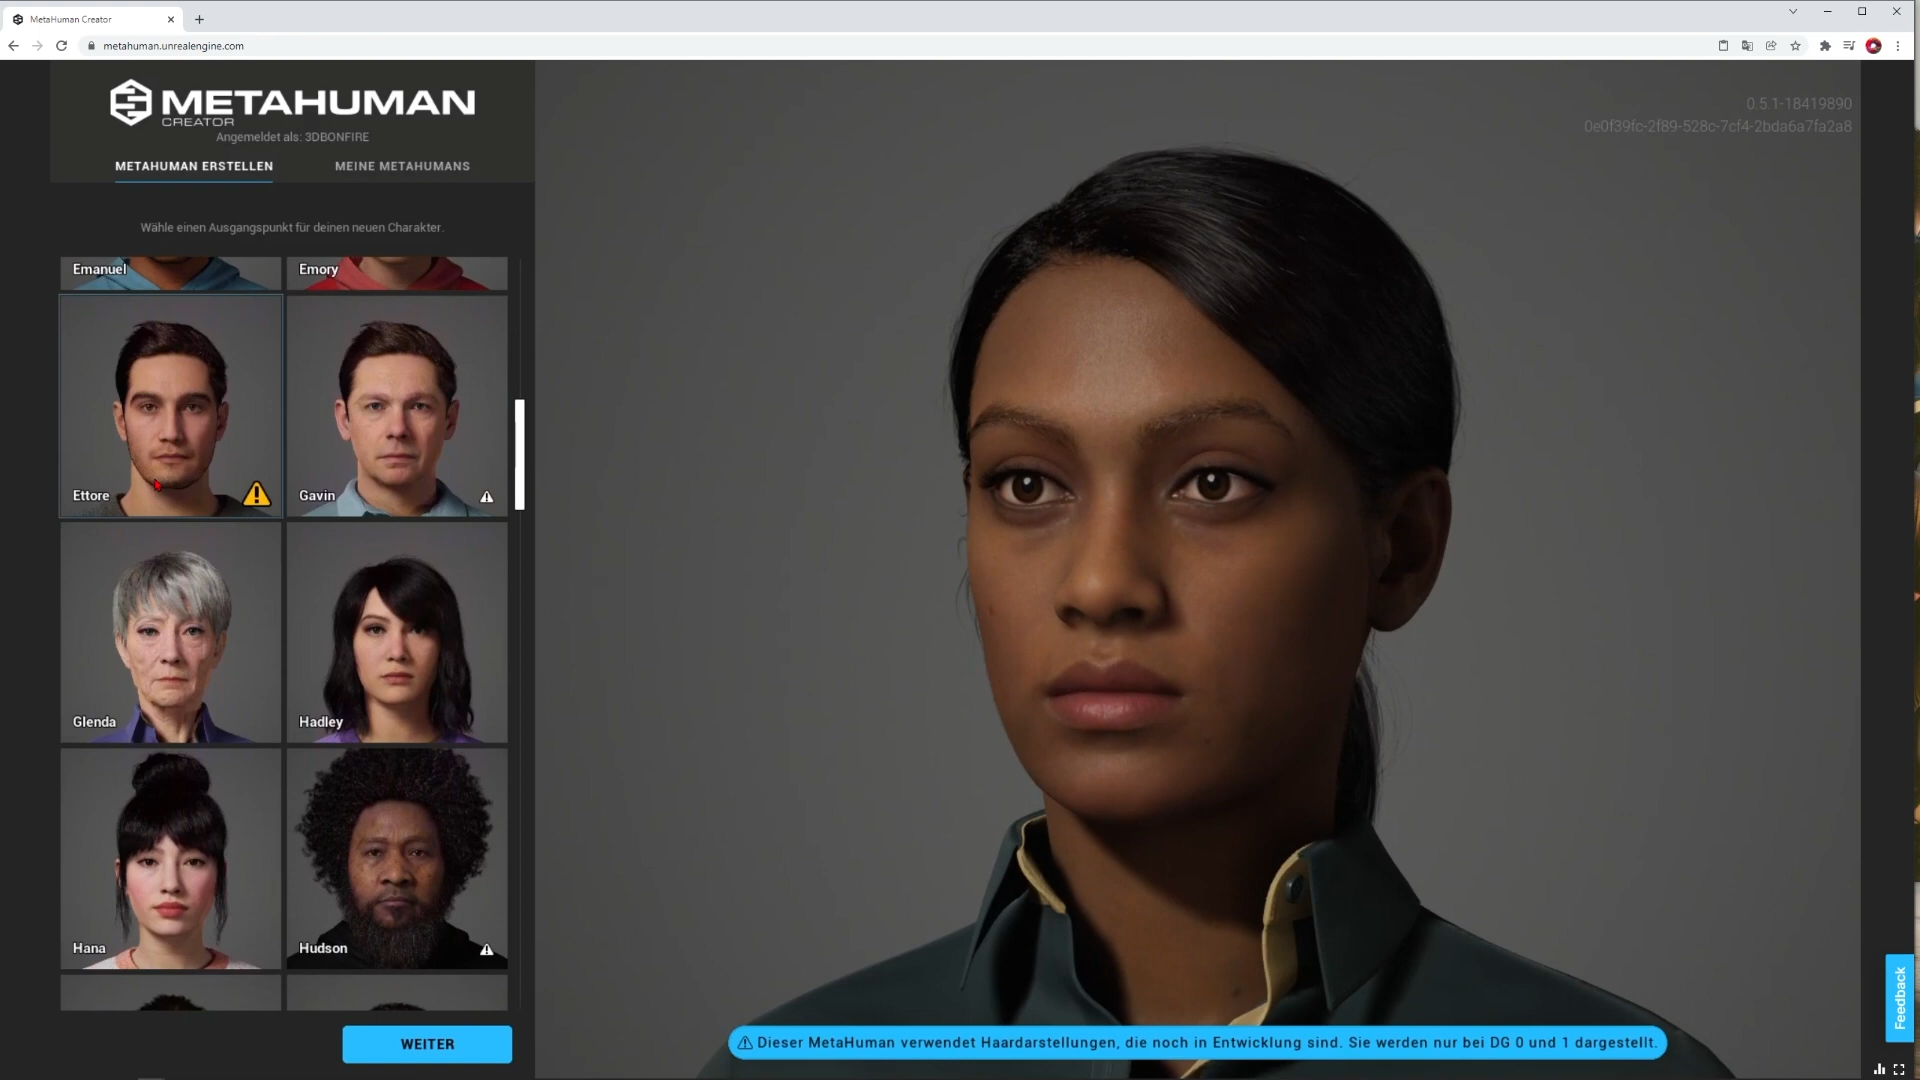 MetaHuman Creator
metahuman.unrealengine.com
METAHUMAN
CREATOR
Angemeldet als: 3DBONFIRE
METAHUMAN ERSTELLEN
MEINE METAHUMANS
Wähle einen Ausgangspunkt für deinen neuen Charakter.
Emanuel
Emory
Ettore
Gavin
Glenda
Hadley
Hana
Hudson
WEITER
0.5.1-18419890
0e0f39fc-2f89-528c-7cf4-2bda6a7fa2a8
Dieser MetaHuman verwendet Haardarstellungen, die noch in Entwicklung sind. Sie werden nur bei DG 0 und 1 dargestellt.
Feedback